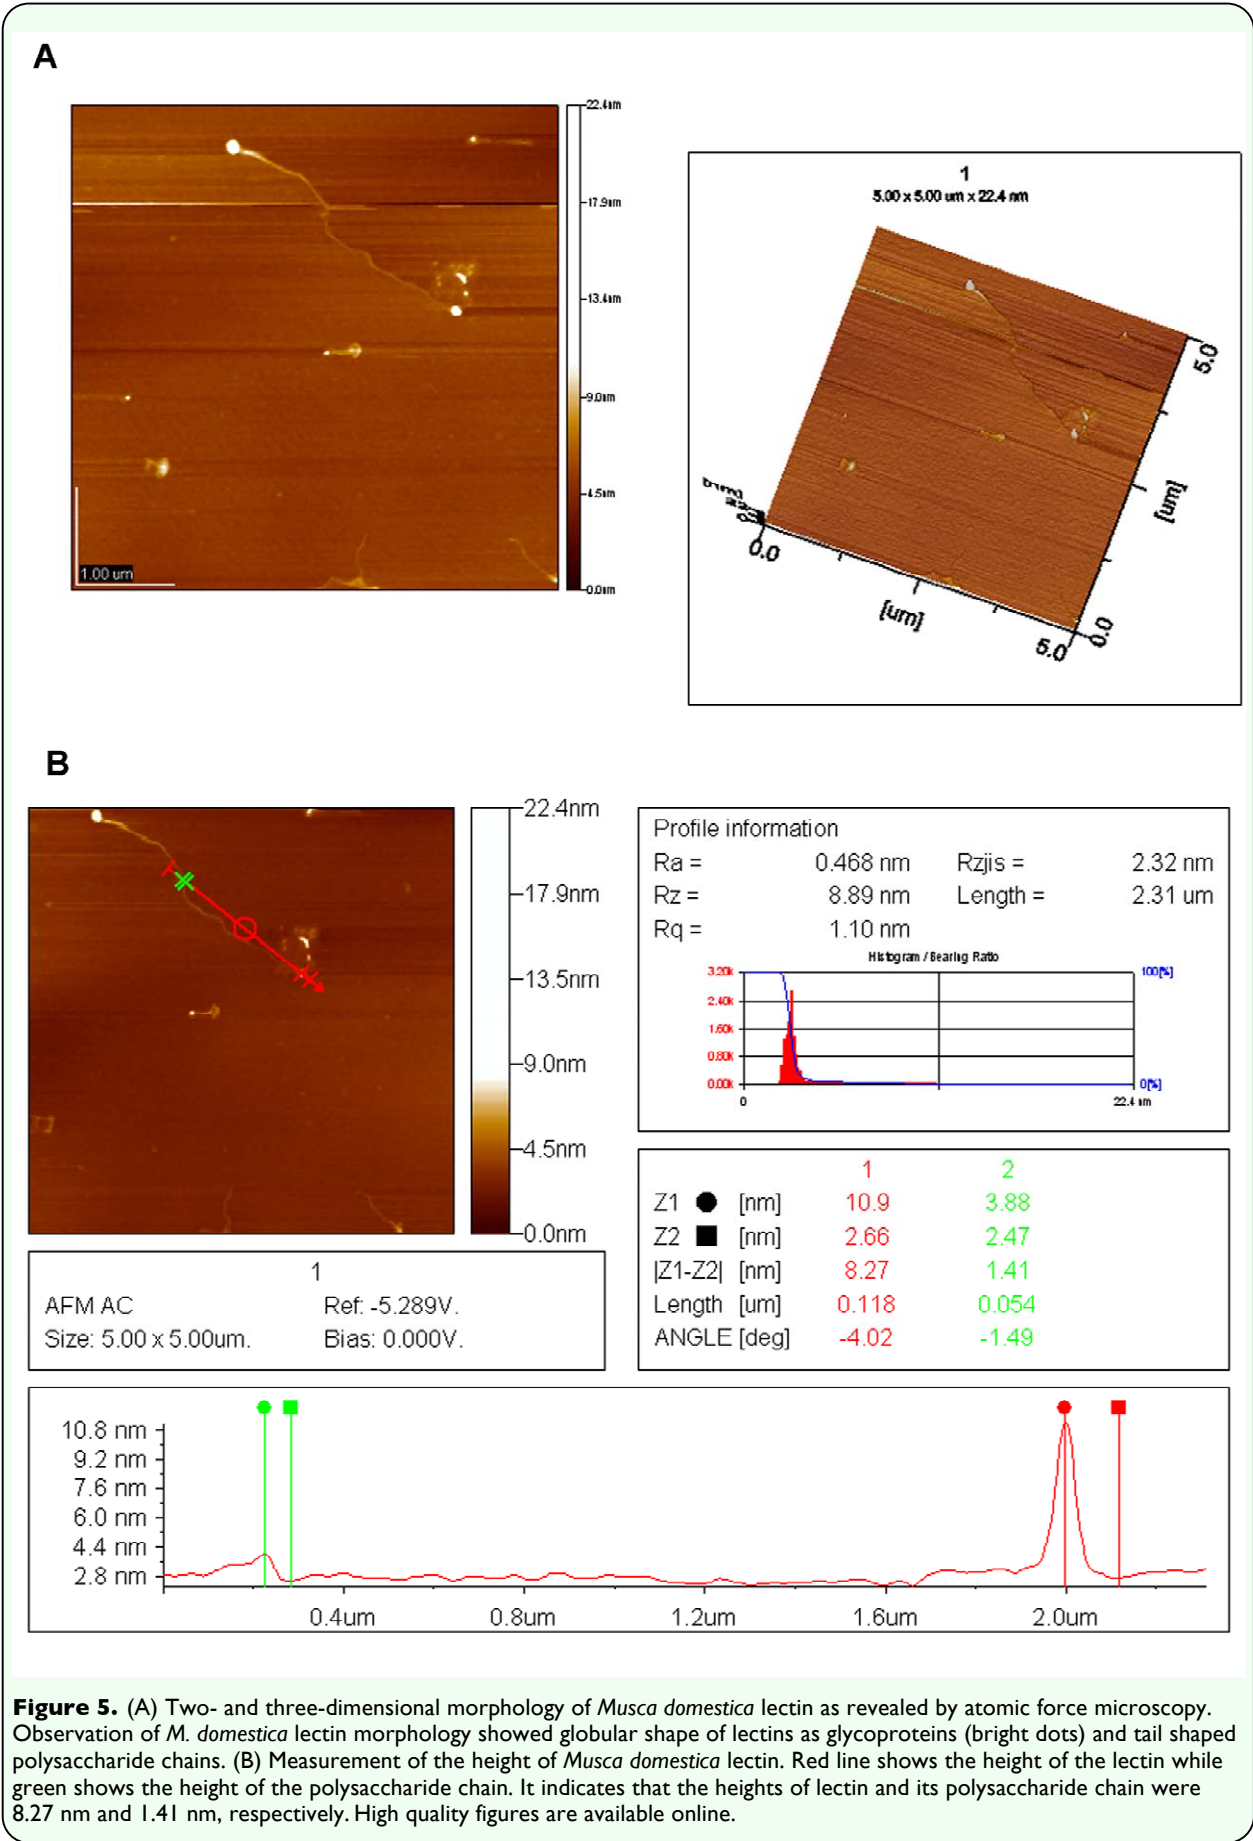 A
22.4nm
17.9nm
13.4nm
9.0nm
4.5nm
0.0nm
1.00 um
1
5.00 x 5.00 um x 22.4 nm
5.0
[um]
0.0
0.0
[um]
5.0
B
22.4nm
17.9nm
13.5nm
9.0nm
4.5nm
0.0nm
Profile information
Ra = 0.468 nm Rzjis = 2.32 nm
Rz = 8.89 nm Length = 2.31 um
Rq = 1.10 nm
Histogram / Bearing Ratio
3.20k 100[%]
2.40k
1.60k
0.80k
0.00k 0[%]
0 22.4 nm
1 2
Z1 [nm] 10.9 3.88
Z2 [nm] 2.66 2.47
|Z1-Z2| [nm] 8.27 1.41
Length [um] 0.118 0.054
ANGLE [deg] -4.02 -1.49
1
AFM AC Ref: -5.289V.
Size: 5.00 x 5.00um. Bias: 0.000V.
10.8 nm
9.2 nm
7.6 nm
6.0 nm
4.4 nm
2.8 nm
0.4um 0.8um 1.2um 1.6um 2.0um
Figure 5. (A) Two- and three-dimensional morphology of Musca domestica lectin as revealed by atomic force microscopy.
Observation of M. domestica lectin morphology showed globular shape of lectins as glycoproteins (bright dots) and tail shaped
polysaccharide chains. (B) Measurement of the height of Musca domestica lectin. Red line shows the height of the lectin while
green shows the height of the polysaccharide chain. It indicates that the heights of lectin and its polysaccharide chain were
8.27 nm and 1.41 nm, respectively. High quality figures are available online.